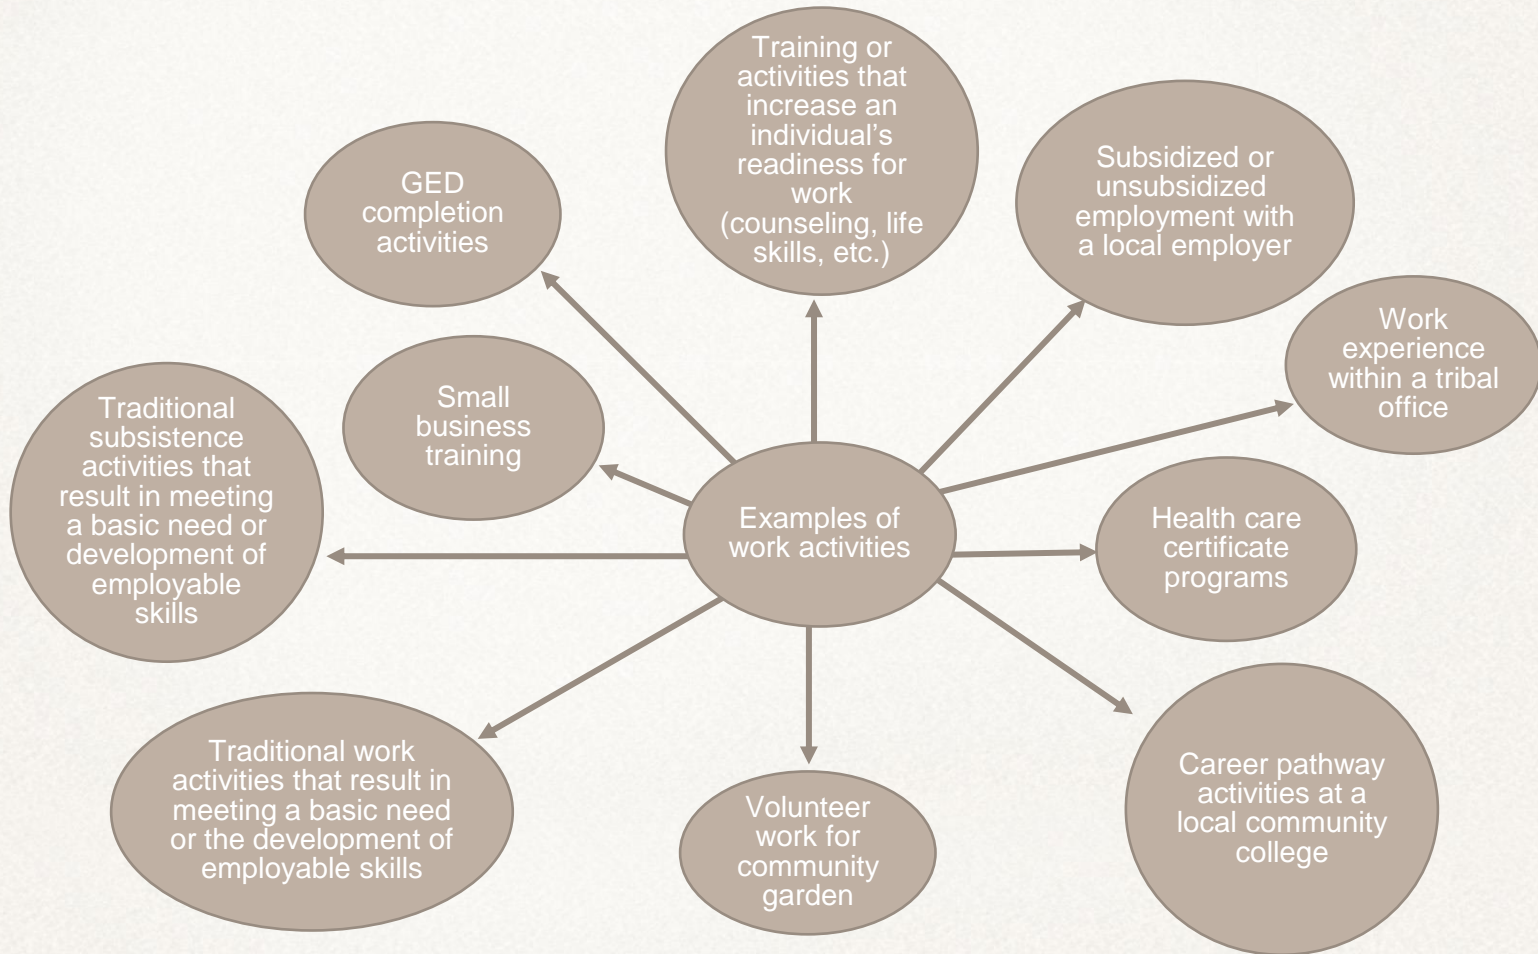 Training or
activities that
increase an
individual’s
readiness for
work
(counseling, life
skills, etc.)
GED
completion
activities
Subsidized or
unsubsidized
employment with
a local employer
Work
experience
within a tribal
office
Small
business
training
Traditional
subsistence
activities that
result in meeting
a basic need or
development of
employable
skills
Examples of
work activities
Health care
certificate
programs
Traditional work
activities that result in
meeting a basic need
or the development of
employable skills
Volunteer
work for
community
garden
Career pathway
activities at a
local community
college